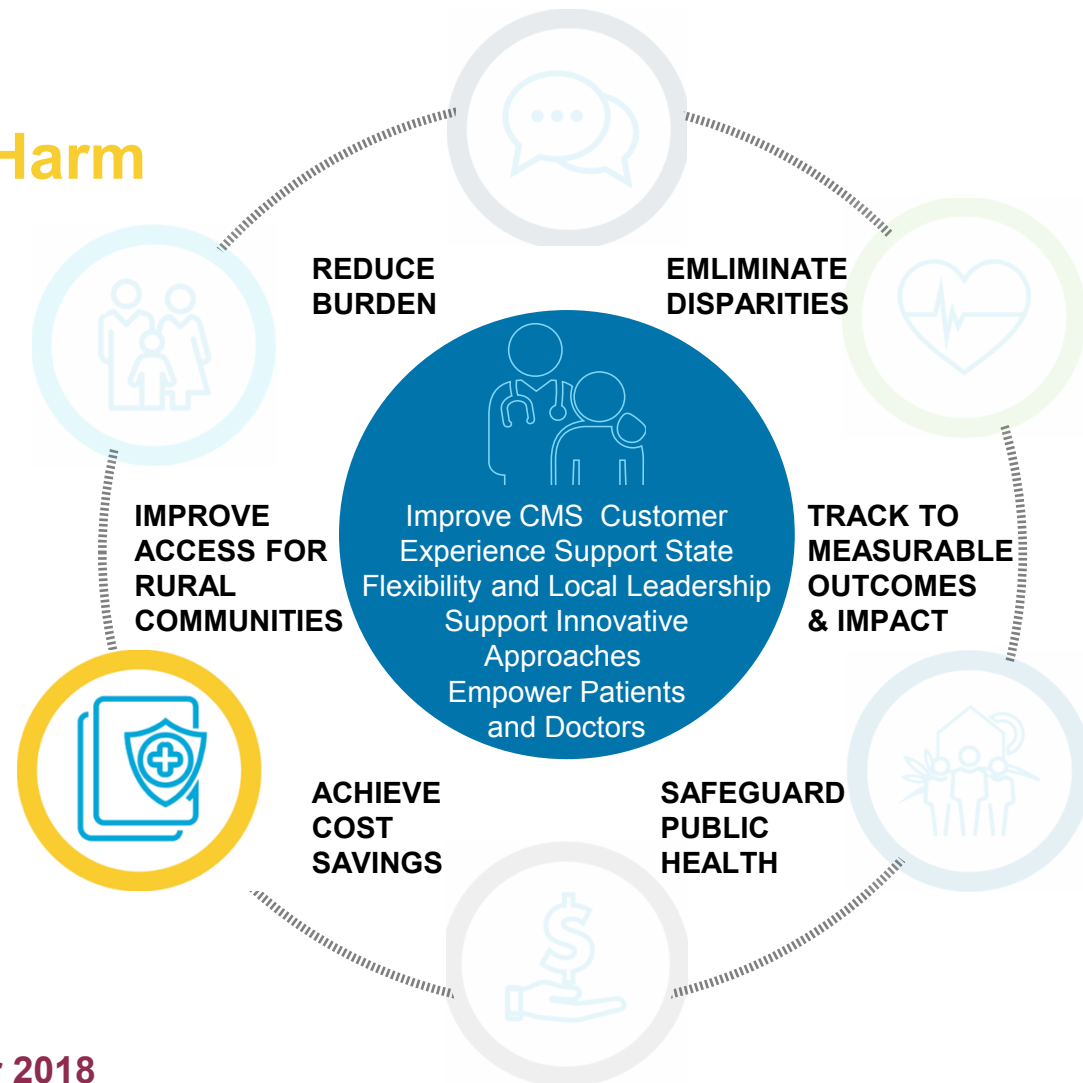 Harm
REDUCE
BURDEN
EMLIMINATE
DISPARITIES
IMPROVE
ACCESS FOR
RURAL
COMMUNITIES
Improve CMS Customer
Experience Support State
Flexibility and Local Leadership
Support Innovative
Approaches
Empower Patients
and Doctors
TRACK TO
MEASURABLE
OUTCOMES
& IMPACT
ACHIEVE
COST
SAVINGS
SAFEGUARD
PUBLIC
HEALTH
$
r 2018